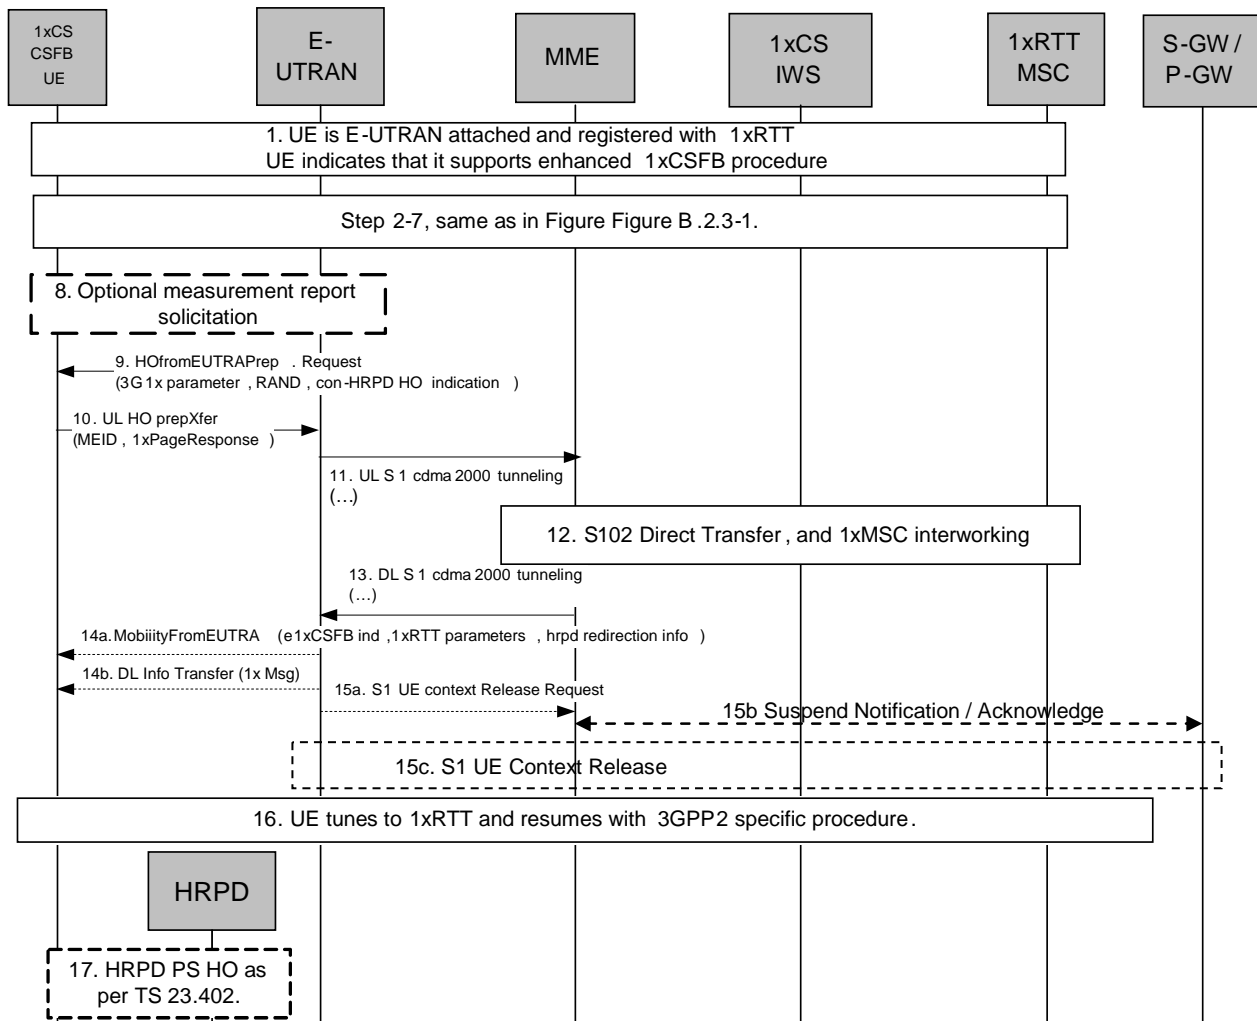 1xCS
CSFB
UE
E-
UTRAN
MME
1xCS
IWS
1xRTT
MSC
S-GW /
P-GW
1. UE is E-UTRAN attached and registered with 1xRTT
UE indicates that it supports enhanced 1xCSFB procedure
Step 2-7, same as in Figure Figure B .2.3-1.
8. Optional measurement report
solicitation
9. HOfromEUTRAPrep . Request
(3G 1x parameter , RAND , con-HRPD HO indication )
10. UL HO prepXfer
(MEID , 1xPageResponse )
11. UL S 1 cdma 2000 tunneling
(...)
12. S102 Direct Transfer , and 1xMSC interworking
13. DL S 1 cdma 2000 tunneling
(...)
14a.MobiiityFromEUTRA (e1xCSFB ind ,1xRTT parameters , hrpd redirection info )
14b. DL Info Transfer (1x Msg)
15a. S1 UE context Release Request
15b Suspend Notification / Acknowledge
15c. S1 UE Context Release
16. UE tunes to 1xRTT and resumes with 3GPP2 specific procedure .
HRPD
17. HRPD PS HO as
per TS 23.402.